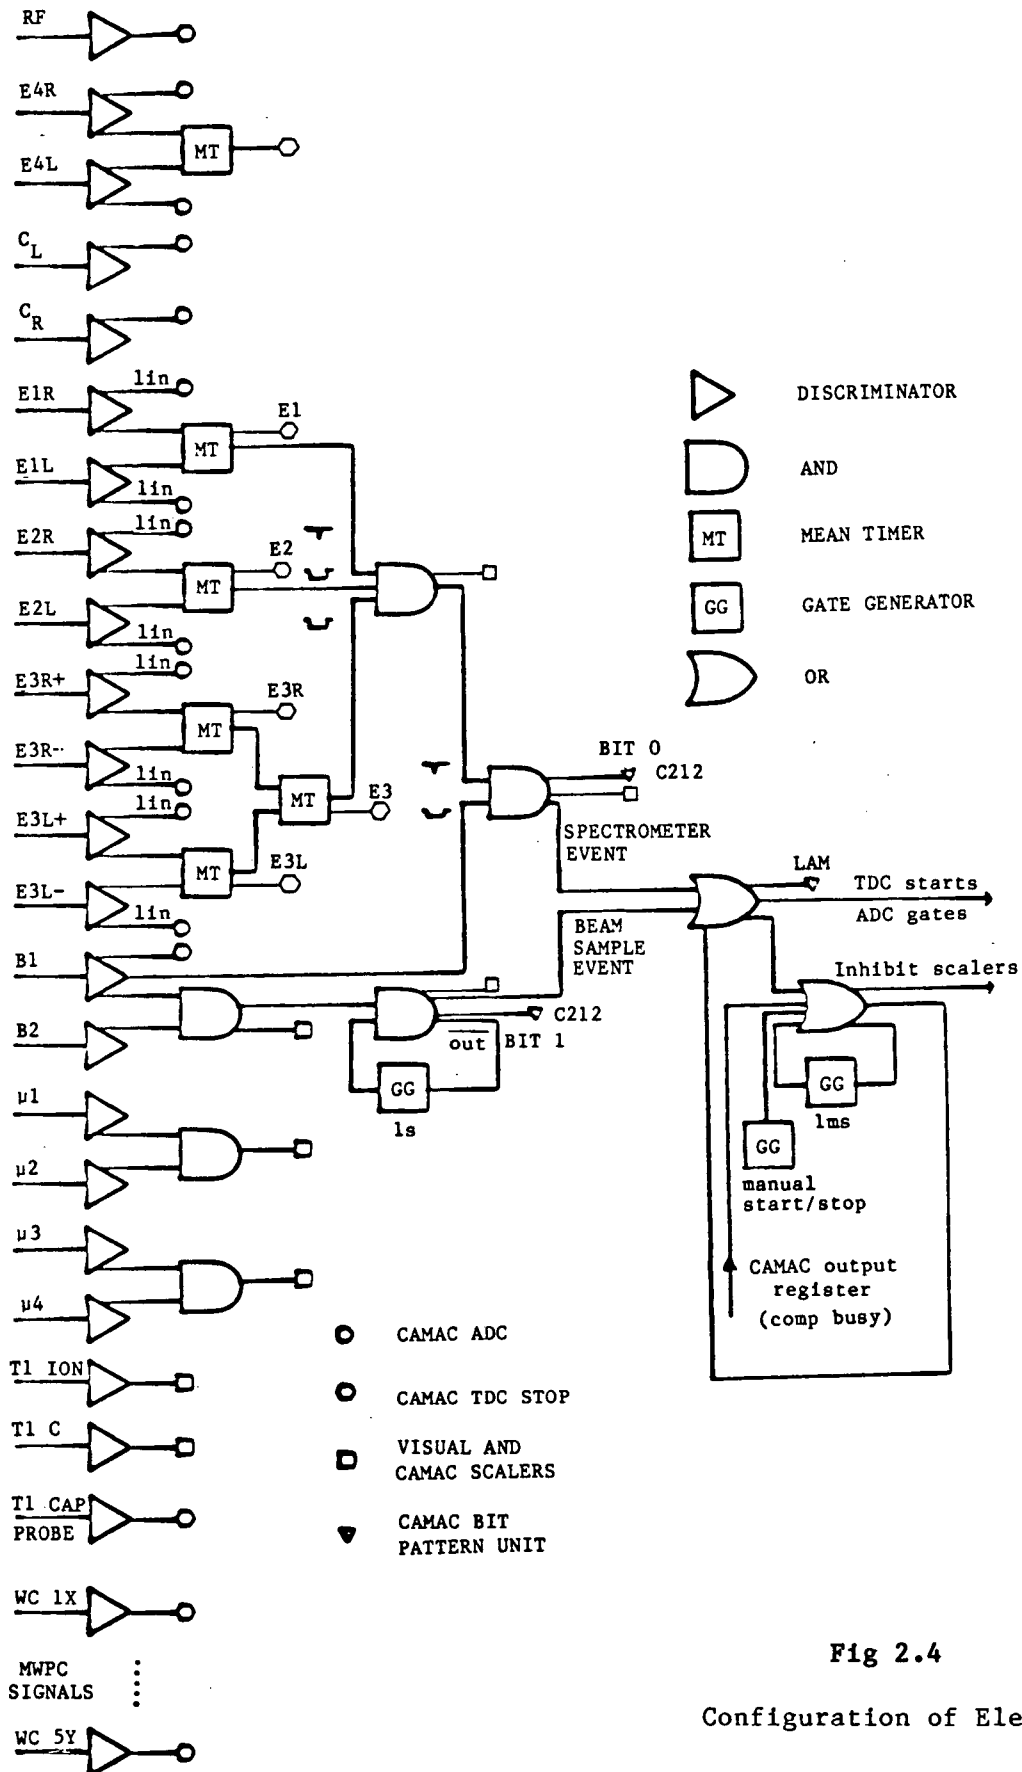 RF
E4R
MT
E4L
C L
C R
E1R
lin
E1
MT
E1L
lin
E2R
lin
E2
MT
E2L
lin
E3R+
lin
E3R
MT
E3R-
lin
MT
E3
E3L+
lin
MT
E3L
E3L-
lin
B1
B2
BIT 0
C212
SPECTROMETER
EVENT
BEAM
SAMPLE
EVENT
C212
out
BIT 1
GG
1s
LAM
TDC starts
ADC gates
Inhibit scalers
GG
1ms
GG
manual
start/stop
CAMAC output
register
(comp busy)
µ1
µ2
µ3
µ4
T1 ION
T1 C
T1 CAP
PROBE
WC 1X
MWPC
SIGNALS
WC 5Y
DISCRIMINATOR
AND
MT
MEAN TIMER
GG
GATE GENERATOR
OR
CAMAC ADC
CAMAC TDC STOP
VISUAL AND
CAMAC SCALERS
CAMAC BIT
PATTERN UNIT
Fig 2.4
Configuration of Ele